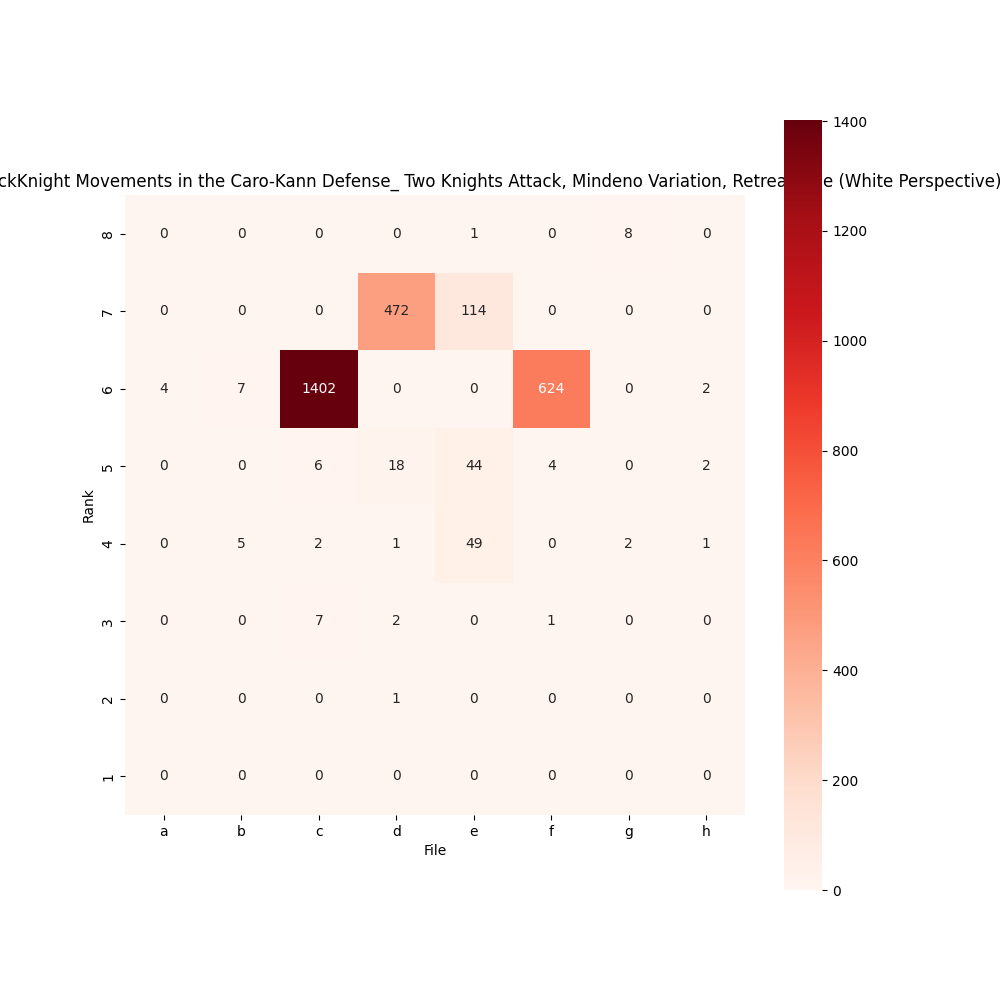 ckKnight Movements in the Caro-Kann Defense_ Two Knights Attack, Mindeno Variation, Retrea e (White Perspective)
8 0 0 0 0 1 0 8 0
7 0 0 0 472 114 0 0 0
6 4 7 1402 0 0 624 0 2
5 0 0 6 18 44 4 0 2
Rank
4 0 5 2 1 49 0 2 1
3 0 0 7 2 0 1 0 0
2 0 0 0 1 0 0 0 0
1 0 0 0 0 0 0 0 0
a b c d e f g h
File
1400
1200
1000
800
600
400
200
0